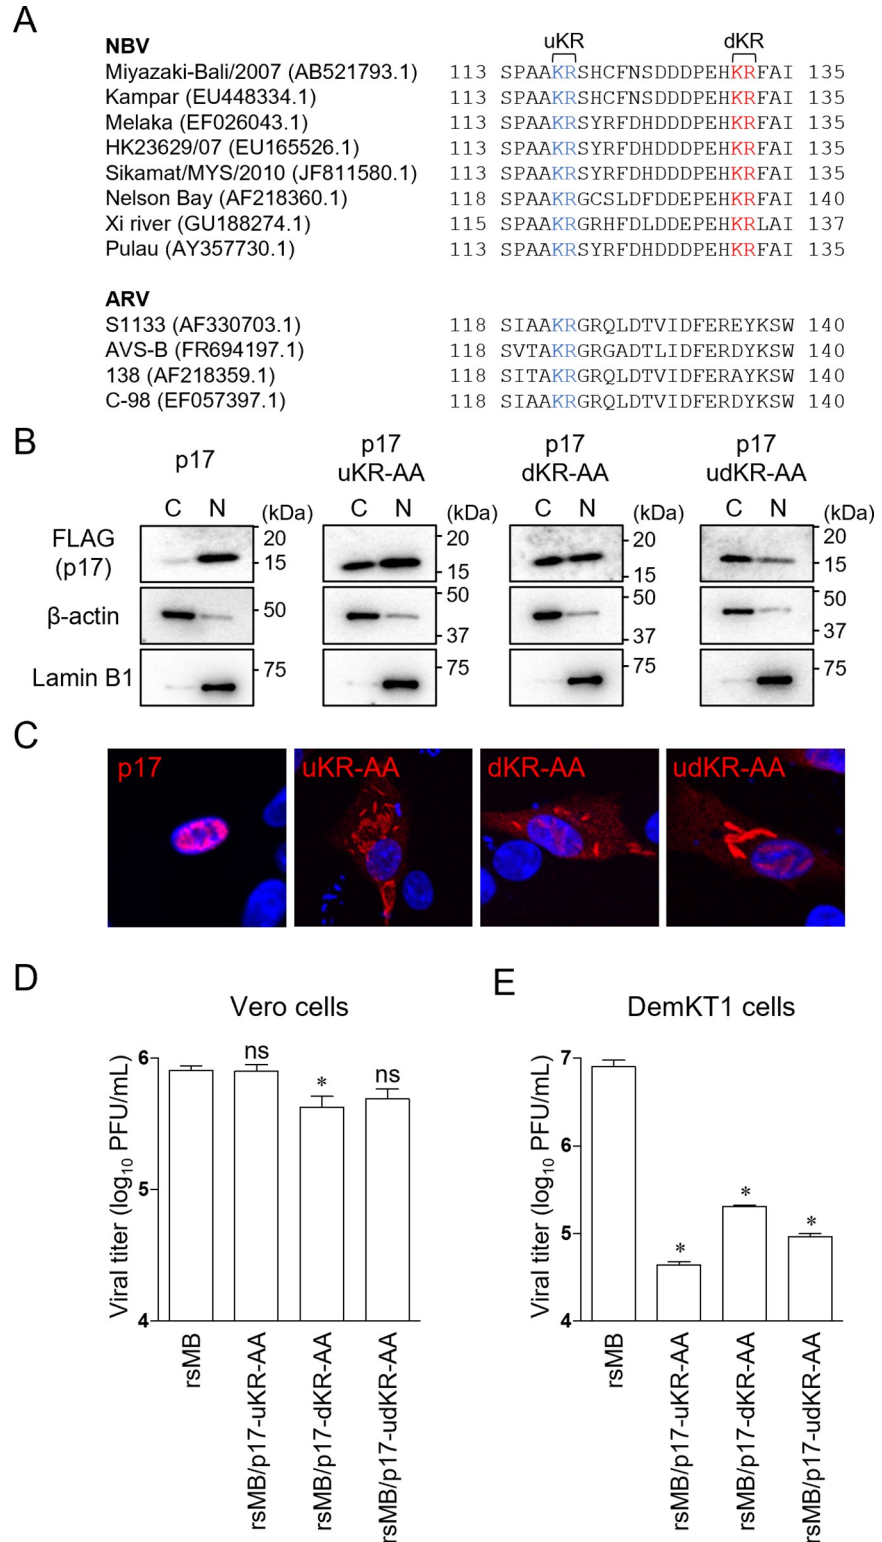 A
uKR dKR
NBV
Miyazaki-Bali/2007 (AB521793.1) 113 SPAAKRSHCFNSDDDPEHKRFAI 135
Kampar (EU448334.1) 113 SPAAKRSHCFNSDDDPEHKRFAI 135
Melaka (EF026043.1) 113 SPAAKRSYRFDHDDDPEHKRFAI 135
HK23629/07 (EU165526.1) 113 SPAAKRSYRFDHDDDPEHKRFAI 135
Sikamat/MYS/2010 (JF811580.1) 113 SPAAKRSYRFDHDDDPEHKRFAI 135
Nelson Bay (AF218360.1) 118 SPAAKRGCSLDFDDEPEHKRFAI 140
Xi river (GU188274.1) 115 SPAAKRGRHFDLDDEPEHKRLAI 137
Pulau (AY357730.1) 113 SPAAKRSYRFDHDDDPEHKRFAI 135
ARV
S1133 (AF330703.1) 118 SIAAKRGRQLDTVIDFEREYKSW 140
AVS-B (FR694197.1) 118 SVTAKRGRGADTLIDFERDYKSW 140
138 (AF218359.1) 118 SITAKRGRQLDTVIDFERAYKSW 140
C-98 (EF057397.1) 118 SIAAKRGRQLDTVIDFERDYKSW 140
B
p17 p17 uKR-AA p17 dKR-AA p17 udKR-AA
C N (kDa) C N (kDa) C N (kDa) C N (kDa)
FLAG (p17) 20 15 20 15 20 15 20 15
β-actin 50 50 37 50 37 50 37
Lamin B1 75 75 75 75
C
p17 uKR-AA dKR-AA udKR-AA
D
Vero cells
Viral titer (log10 PFU/mL)
6
5
4
ns
*
ns
rsMB
rsMB/p17-uKR-AA
rsMB/p17-dKR-AA
rsMB/p17-udKR-AA
E
DemKT1 cells
Viral titer (log10 PFU/mL)
7
6
5
4
*
*
*
rsMB
rsMB/p17-uKR-AA
rsMB/p17-dKR-AA
rsMB/p17-udKR-AA